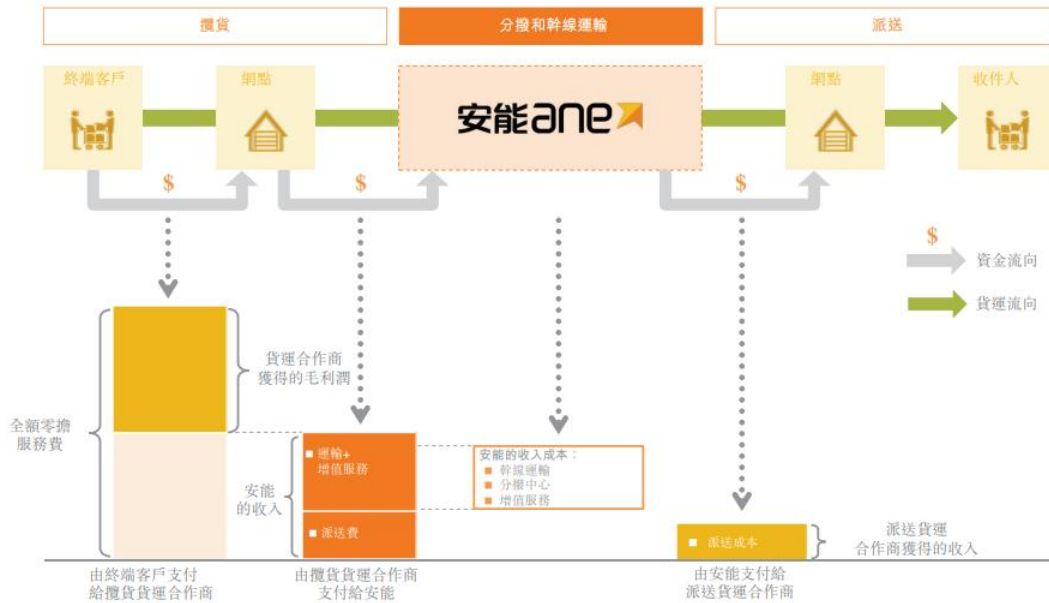 攬貨
分撥和幹線運輸
派送
終端客戶
網點
安能ane
網點
收件人
$
$
$
$
資金流向
貨運流向
貨運合作商
獲得的毛利潤
全額零擔
服務費
■ 運輸+
增值服務
安能
的收入
■ 派送費
安能的收入成本：
■ 幹線運輸
■ 分撥中心
■ 增值服務
■ 派送成本
派送貨運
合作商獲得的收入
由終端客戶支付
給攬貨貨運合作商
由攬貨貨運合作商
支付給安能
由安能支付給
派送貨運合作商